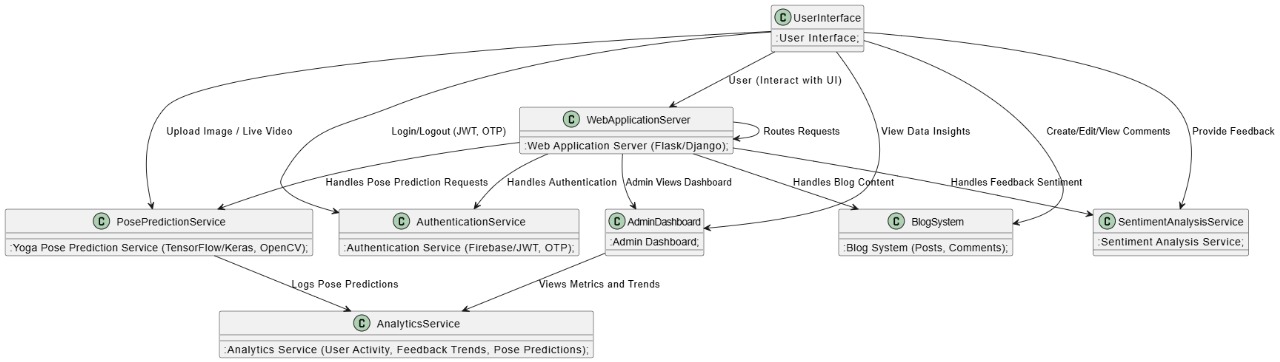 C UserInterface
:User Interface;
Upload Image / Live Video
Login/Logout (JWT, OTP)
User (Interact with UI)
View Data Insights
Create/Edit/View Comments
Provide Feedback
C WebApplicationServer
:Web Application Server (Flask/Django);
Routes Requests
Handles Pose Prediction Requests
Handles Authentication
Admin Views Dashboard
Handles Blog Content
Handles Feedback Sentiment
C PosePredictionService
:Yoga Pose Prediction Service (TensorFlow/Keras, OpenCV);
C AuthenticationService
:Authentication Service (Firebase/JWT, OTP);
C AdminDashboard
:Admin Dashboard;
C BlogSystem
:Blog System (Posts, Comments);
C SentimentAnalysisService
:Sentiment Analysis Service;
Logs Pose Predictions
Views Metrics and Trends
C AnalyticsService
:Analytics Service (User Activity, Feedback Trends, Pose Predictions);